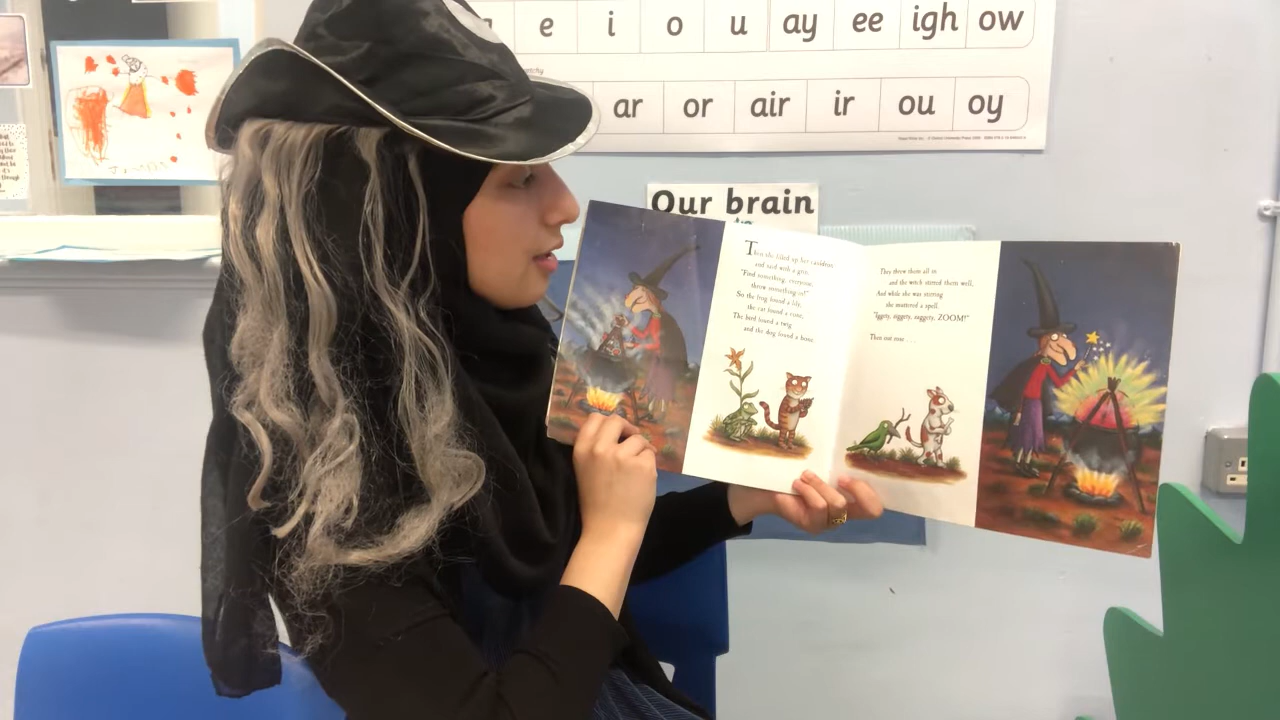 e i o u ay ee igh ow
ar or air ir ou oy
Our brain
Then she filled up her cauldron
and said with a grin,
"Find something, everyone,
throw something in!"
So the frog found a lily,
the cat found a cone,
The bird found a twig
and the dog found a bone.
They threw them all in
and the witch stirred them well,
And while she was stirring
she muttered a spell.
"Iggety, ziggety, zaggety, ZOOM!"
Then out rose . . .